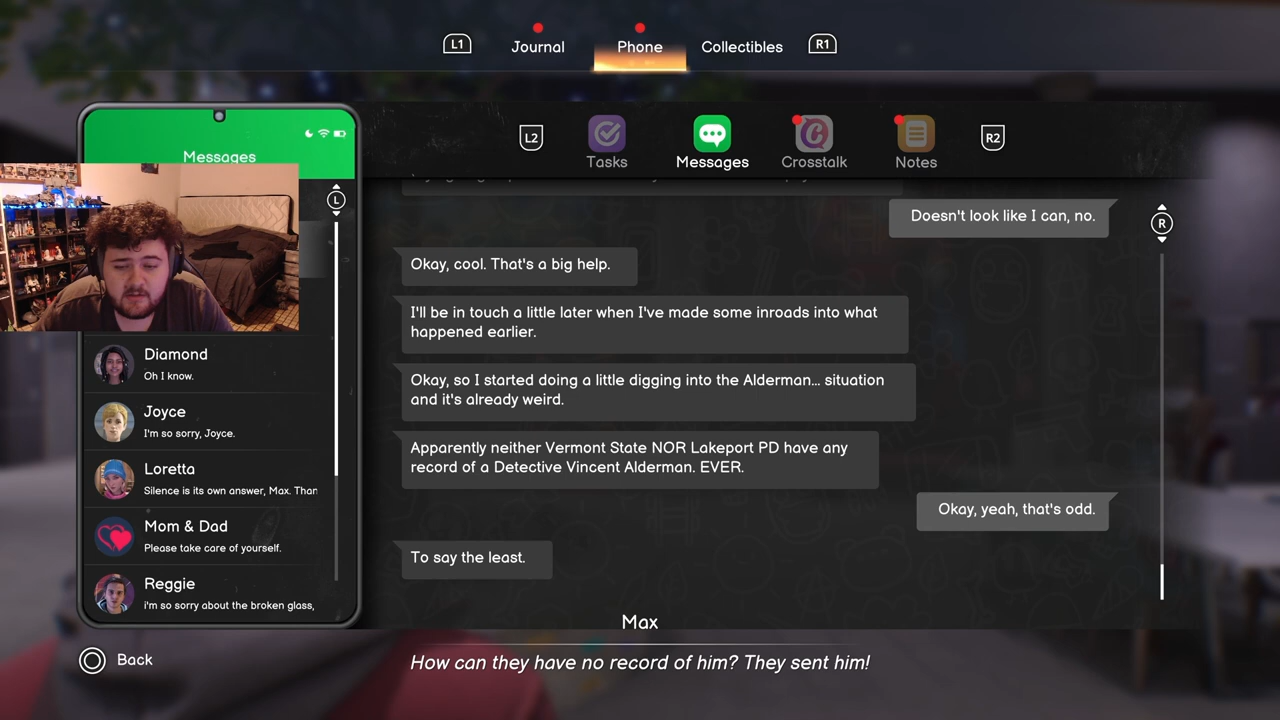 L1
Journal
Phone
Collectibles
R1
Messages
L2
Tasks
Messages
Crosstalk
Notes
R2
L
R
Doesn't look like I can, no.
Okay, cool. That's a big help.
I'll be in touch a little later when I've made some inroads into what
happened earlier.
Okay, so I started doing a little digging into the Alderman... situation
and it's already weird.
Apparently neither Vermont State NOR Lakeport PD have any
record of a Detective Vincent Alderman. EVER.
Okay, yeah, that's odd.
To say the least.
Diamond
Oh I know.
Joyce
I'm so sorry, Joyce.
Loretta
Silence is its own answer, Max. Than
Mom & Dad
Please take care of yourself.
Reggie
i'm so sorry about the broken glass,
Max
How can they have no record of him? They sent him!
Back